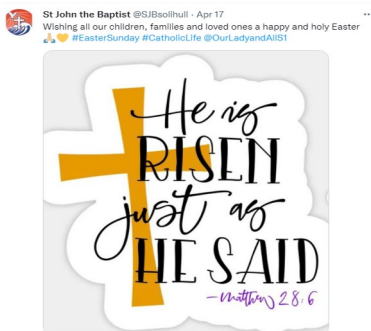 St John the Baptist @SJBsolihull · Apr 17
Wishing all our children, families and loved ones a happy and holy Easter
🙏💛 #EasterSunday #CatholicLife @OurLadyandAllS1
He is
RISEN
just as
HE SAID
-Matthew 28:6